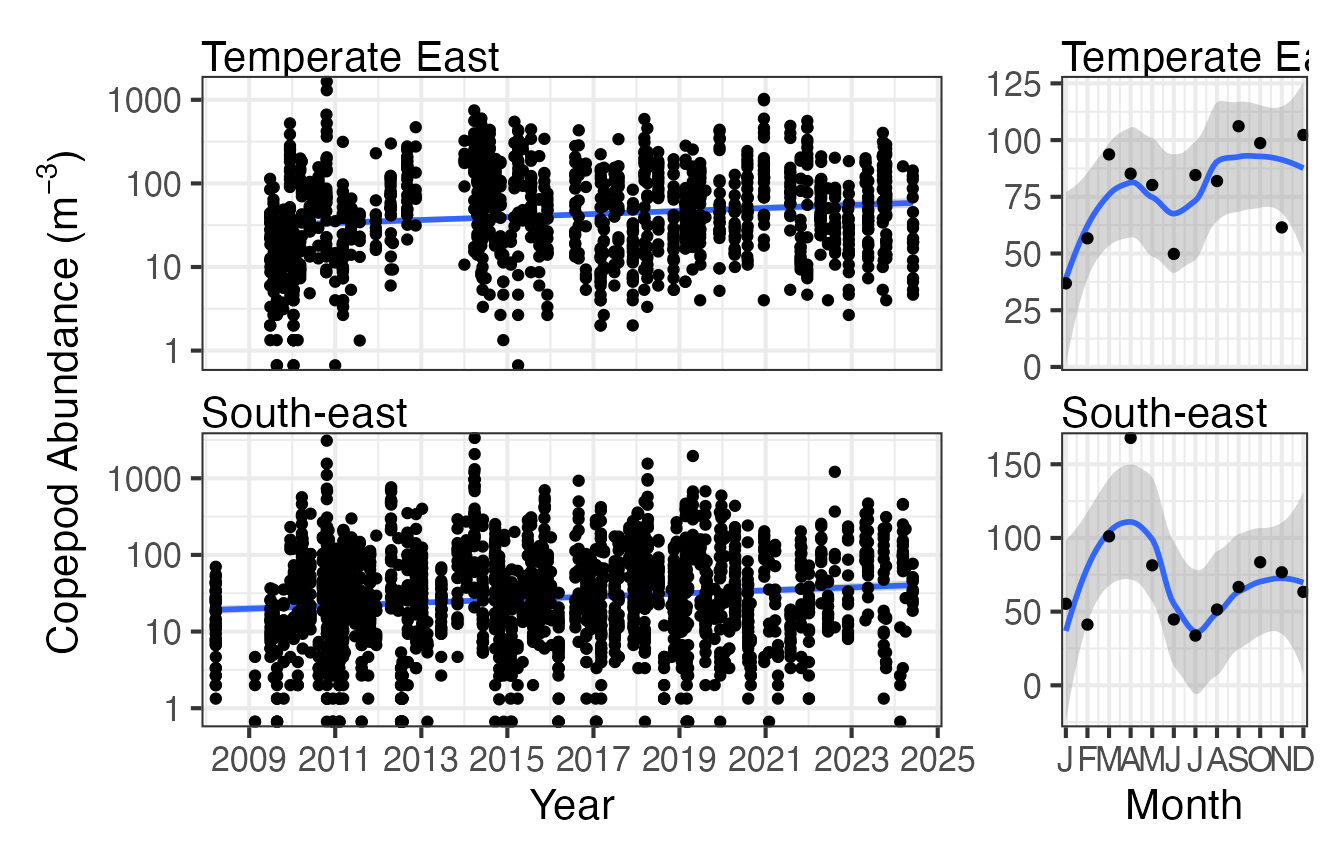 Temperate East
Temperate Ea
Copepod Abundance (m⁻³)
1000
100
10
1
125
100
75
50
25
0
South-east
South-east
1000
100
10
1
150
100
50
0
2009 2011 2013 2015 2017 2019 2021 2023 2025
J F M A M J J A S O N D
Year
Month